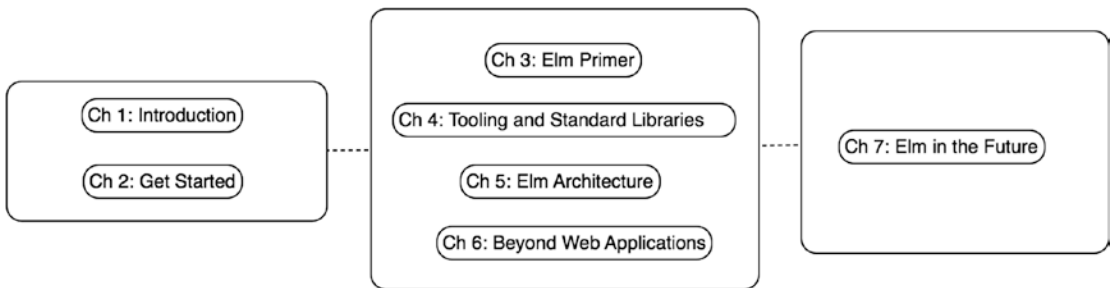 Ch 1: Introduction
Ch 2: Get Started
Ch 3: Elm Primer
Ch 4: Tooling and Standard Libraries
Ch 5: Elm Architecture
Ch 6: Beyond Web Applications
Ch 7: Elm in the Future